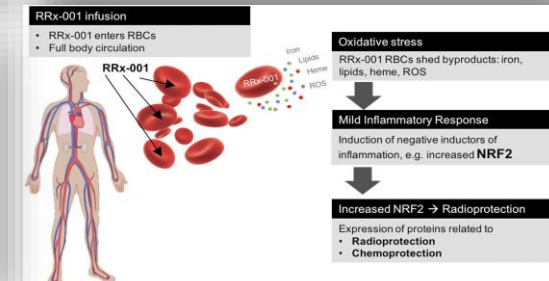 RRx-001 infusion
• RRx-001 enters RBCs
• Full body circulation
RRx-001
RRx-001
Iron
Lipids
Heme
ROS
Oxidative stress
RRx-001 RBCs shed byproducts: iron,
lipids, heme, ROS
Mild Inflammatory Response
Induction of negative inductors of
inflammation, e.g. increased NRF2
Increased NRF2 → Radioprotection
Expression of proteins related to
• Radioprotection
• Chemoprotection